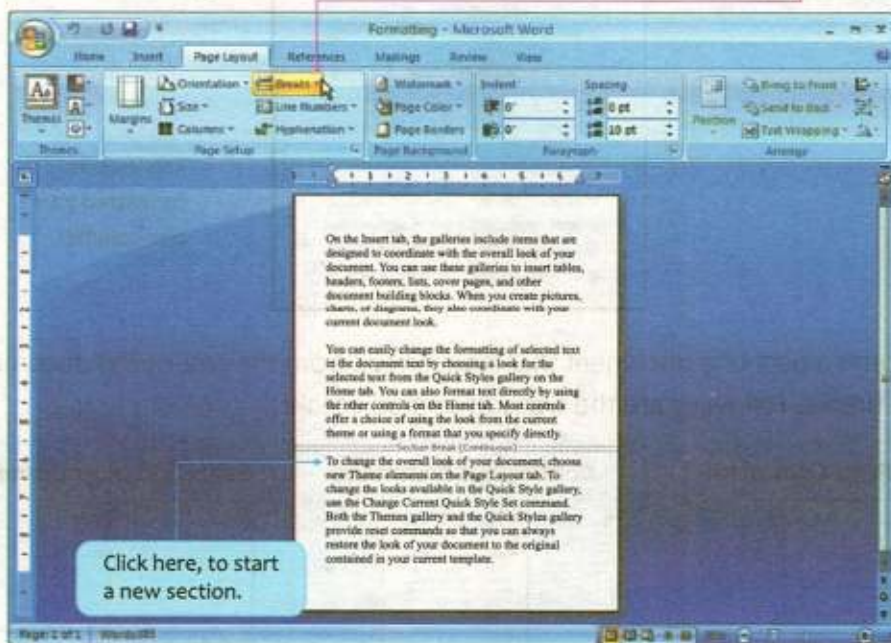 Formatting - Microsoft Word
Home Insert Page Layout References Mailings Review View
Themes
Margins
Orientation
Size
Columns
Breaks
Line Numbers
Hyphenation
Watermark
Page Color
Page Borders
Indent
0"
0"
Spacing
0 pt
10 pt
Position
Bring to Front
Send to Back
Text Wrapping
Themes Page Setup Page Background Paragraph Arrange
On the Insert tab, the galleries include items that are
designed to coordinate with the overall look of your
document. You can use these galleries to insert tables,
headers, footers, lists, cover pages, and other
document building blocks. When you create pictures,
charts, or diagrams, they also coordinate with your
current document look.
You can easily change the formatting of selected text
in the document text by choosing a look for the
selected text from the Quick Styles gallery on the
Home tab. You can also format text directly by using
the other controls on the Home tab. Most controls
offer a choice of using the look from the current
theme or using a format that you specify directly.
Section Break (Continuous)
To change the overall look of your document, choose
new Theme elements on the Page Layout tab. To
change the looks available in the Quick Style gallery,
use the Change Current Quick Style Set command.
Both the Themes gallery and the Quick Styles gallery
provide reset commands so that you can always
restore the look of your document to the original
contained in your current template.
Click here, to start
a new section.
Page: 1 of 1 Words: